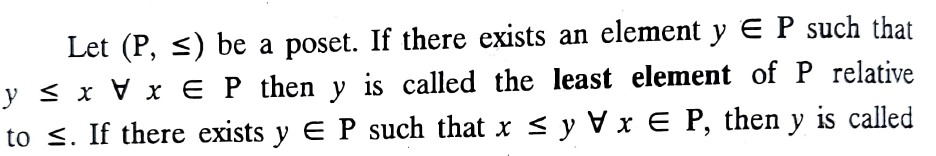 Let (P, ≤) be a poset. If there exists an element y ∈ P such that
y ≤ x ∀ x ∈ P then y is called the least element of P relative
to ≤. If there exists y ∈ P such that x ≤ y ∀ x ∈ P, then y is called